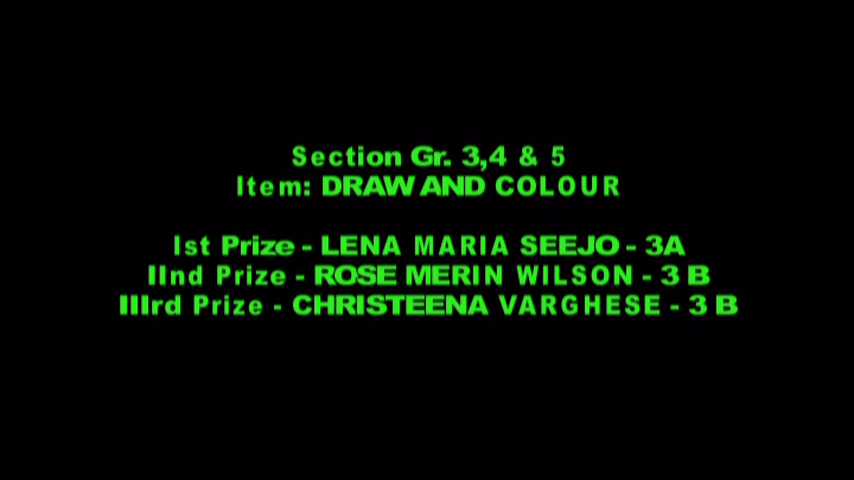 Section Gr. 3,4 & 5
Item: DRAW AND COLOUR
Ist Prize - LENA MARIA SEEJO - 3A
IInd Prize - ROSE MERIN WILSON - 3 B
IIIrd Prize - CHRISTEENA VARGHESE - 3 B